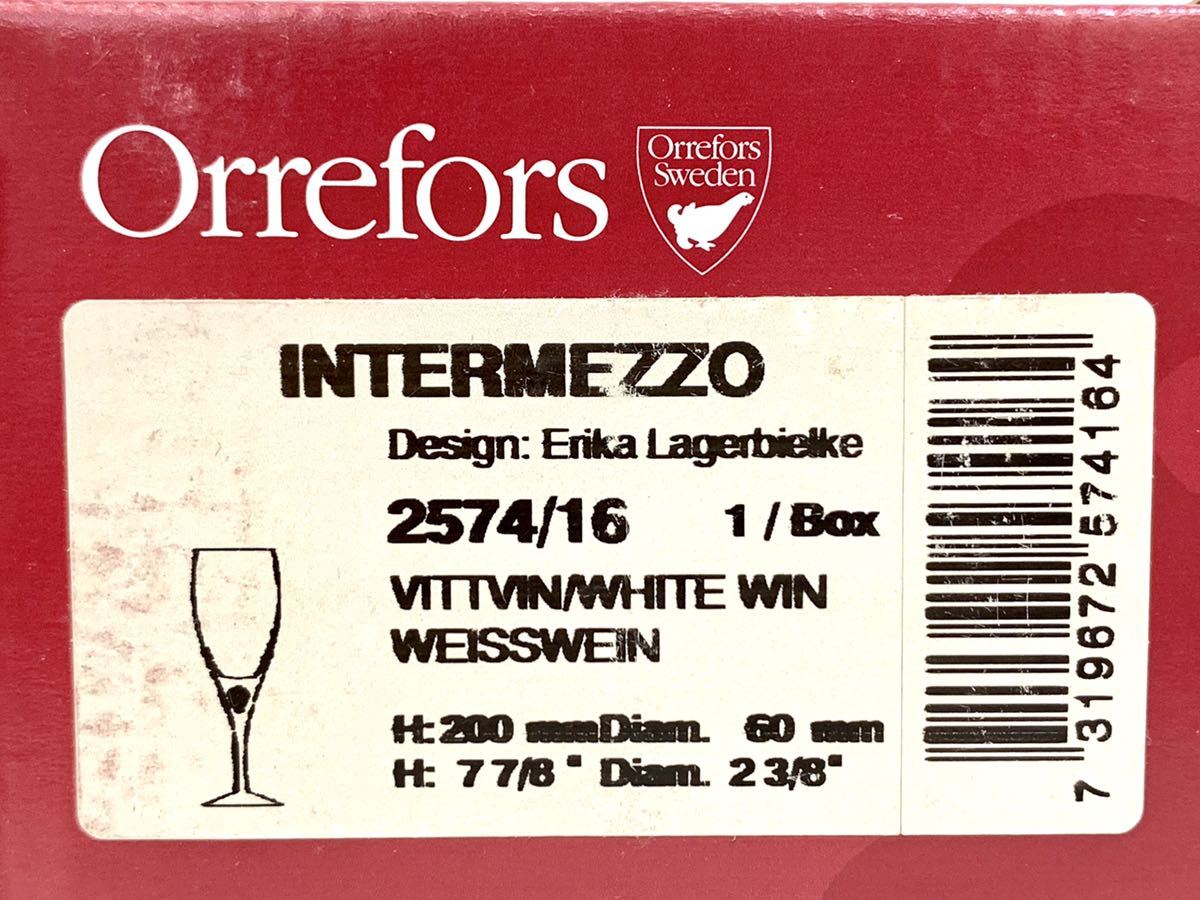 Orrefors
Orrefors
Sweden
INTERMEZZO
Design: Erika Lagerbielke
2574/16 1 / Box
VITTVIN/WHITE WIN
WEISSWEIN
H: 200 mm Diam. 60 mm
H: 7 7/8 " Diam. 2 3/8"
7 319672 574164